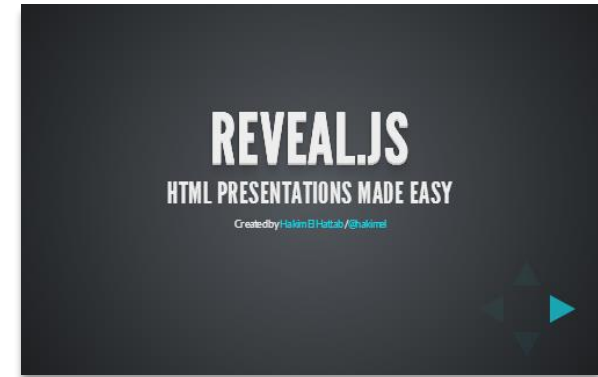 REVEAL.JS
HTML PRESENTATIONS MADE EASY
Created by Hakim El Hattab / @hakimel